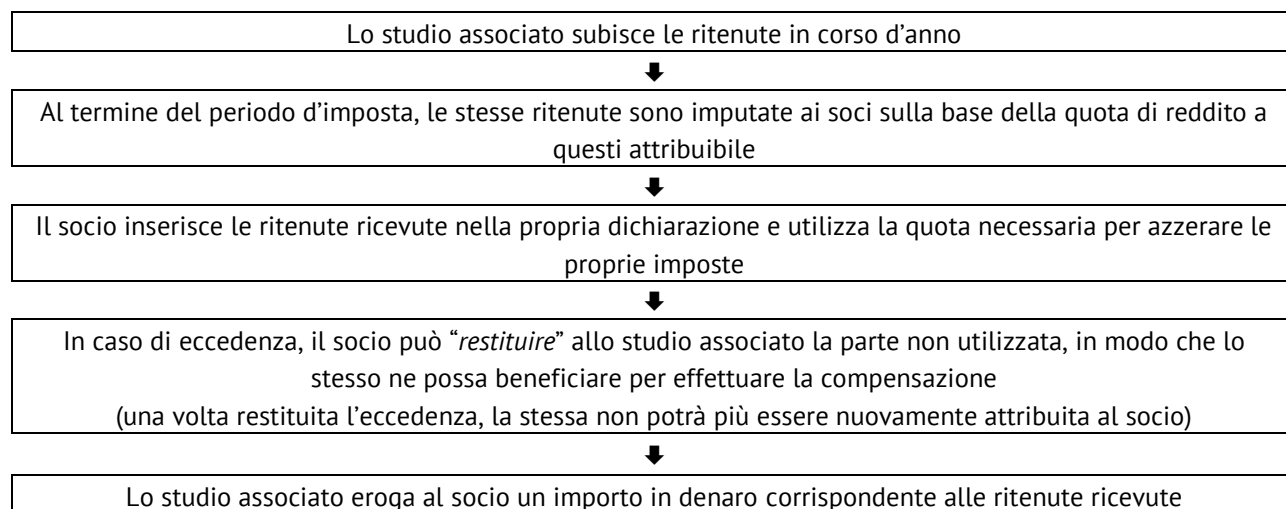 Lo studio associato subisce le ritenute in corso d’anno
Al termine del periodo d’imposta, le stesse ritenute sono imputate ai soci sulla base della quota di reddito a
questi attribuibile
Il socio inserisce le ritenute ricevute nella propria dichiarazione e utilizza la quota necessaria per azzerare le
proprie imposte
In caso di eccedenza, il socio può “restituire” allo studio associato la parte non utilizzata, in modo che lo
stesso ne possa beneficiare per effettuare la compensazione
(una volta restituita l’eccedenza, la stessa non potrà più essere nuovamente attribuita al socio)
Lo studio associato eroga al socio un importo in denaro corrispondente alle ritenute ricevute